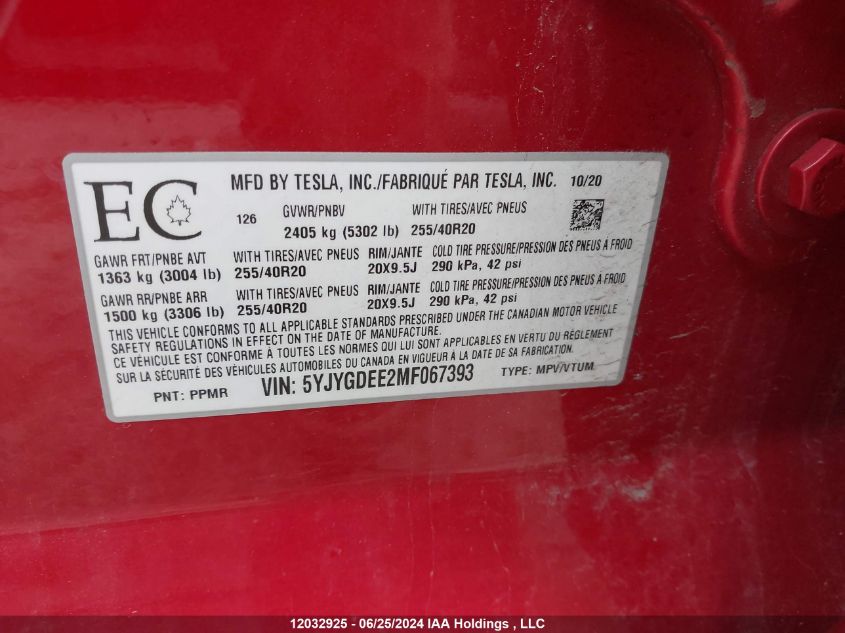 EC
MFD BY TESLA, INC./FABRIQUÉ PAR TESLA, INC. 10/20
126 GVWR/PNBV WITH TIRES/AVEC PNEUS
2405 kg (5302 lb) 255/40R20
GAWR FRT/PNBE AVT WITH TIRES/AVEC PNEUS RIM/JANTE COLD TIRE PRESSURE/PRESSION DES PNEUS À FROID
1363 kg (3004 lb) 255/40R20 20X9.5J 290 kPa, 42 psi
GAWR RR/PNBE ARR WITH TIRES/AVEC PNEUS RIM/JANTE COLD TIRE PRESSURE/PRESSION DES PNEUS À FROID
1500 kg (3306 lb) 255/40R20 20X9.5J 290 kPa, 42 psi
THIS VEHICLE CONFORMS TO ALL APPLICABLE STANDARDS PRESCRIBED UNDER THE CANADIAN MOTOR VEHICLE
SAFETY REGULATIONS IN EFFECT ON THE DATE OF MANUFACTURE.
CE VÉHICULE EST CONFORME À TOUTES LES NORMES QUI LUI SONT APPLICABLES EN VERTU DU RÈGLEMENT
SUR LA SÉCURITÉ DES VÉHICULES AUTOMOBILES DU CANADA EN VIGUEUR À LA DATE DE SA FABRICATION.
PNT: PPMR VIN: 5YJYGDEE2MF067393 TYPE: MPV/VTUM
12032925 - 06/25/2024 IAA Holdings , LLC